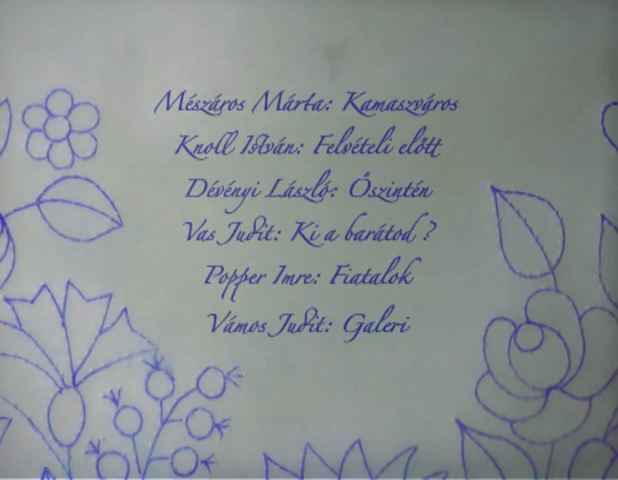 Mészáros Márta: Kamaszváros
Knoll István: Felvételi előtt
Dévényi László: Őszintén
Vas Judit: Ki a barátod ?
Popper Imre: Fiatalok
Vámos Judit: Galeri